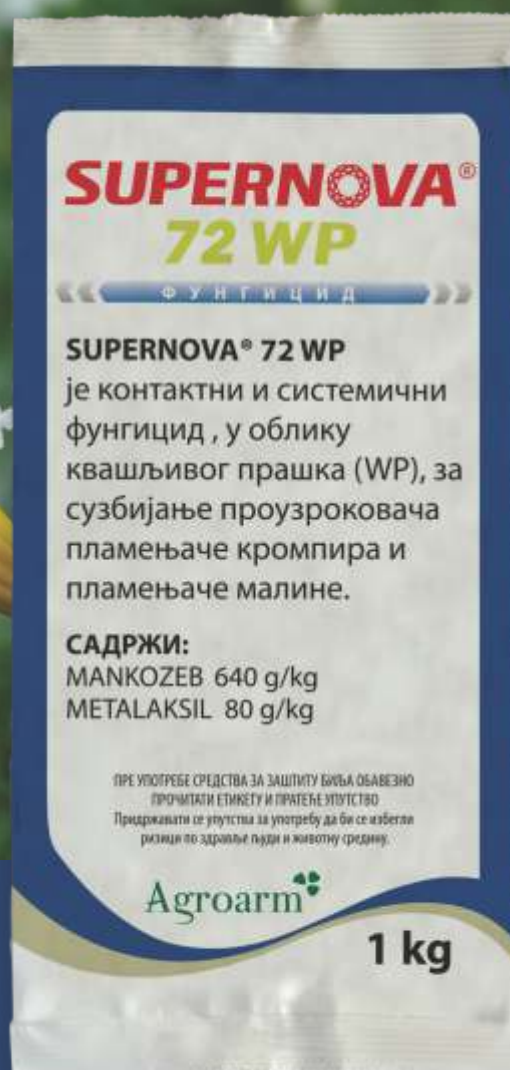 SUPERNOVA®
72 WP
ФУНГИЦИД
SUPERNOVA® 72 WP
је контактни и системични
фунгицид , у облику
квашљивог прашка (WP), за
сузбијање проузроковача
пламењаче кромпира и
пламењаче малине.
САДРЖИ:
MANKOZEB 640 g/kg
METALAKSIL 80 g/kg
ПРЕ УПОТРЕБЕ СРЕДСТВА ЗА ЗАШТИТУ БИЉА ОБАВЕЗНО
ПРОЧИТАТИ ЕТИКЕТУ И ПРАТЕЋЕ УПУТСТВО
Придржавати се упутства за употребу да би се избегли
ризици по здравље људи и животну средину.
Agroarm
1 kg